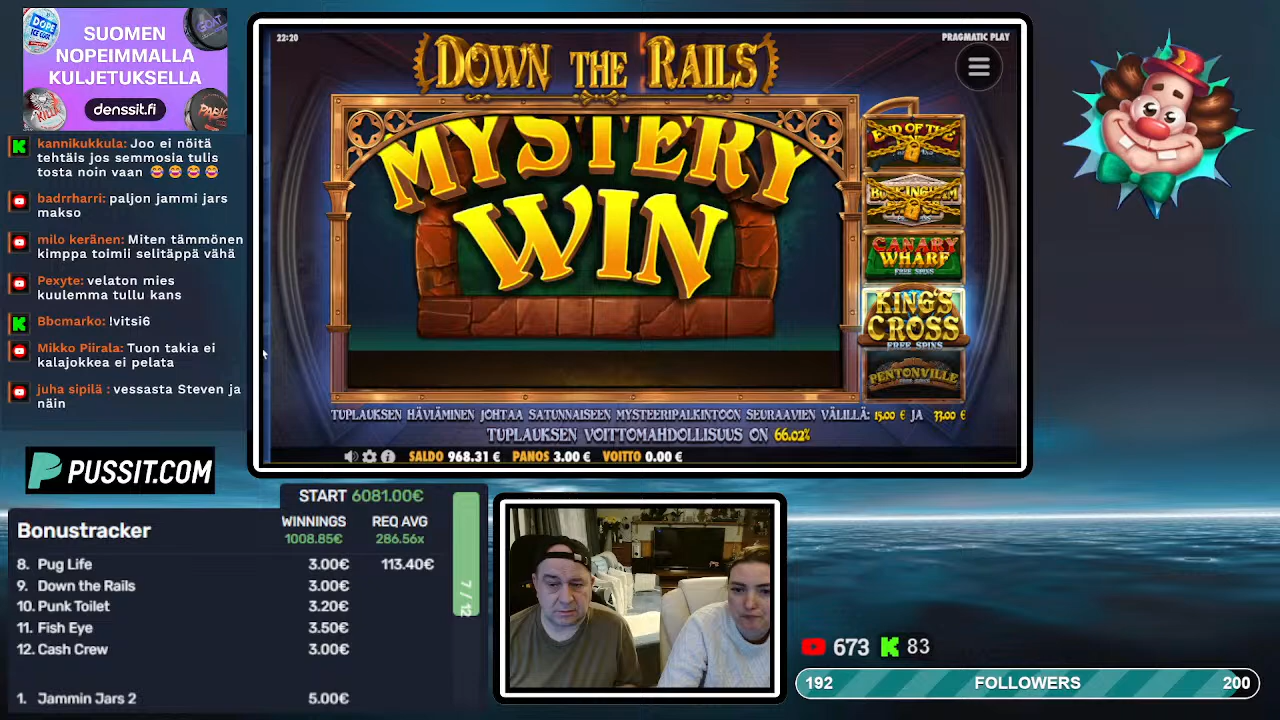 SUOMEN
NOPEIMMALLA
KULJETUKSELLA
denssit.fi
DOPE
ICE COOL
GOAT
KILLA
kannikukkula: Joo ei nöitä
tehtäis jos semmosia tulis
tosta noin vaan
badrrharri: paljon jammi jars
makso
milo keränen: Miten tämmönen
kimppa toimii selitäppä vähä
Pexyte: velaton mies
kuulemma tullu kans
Bbcmarko: !vitsi6
Mikko Piirala: Tuon takia ei
kalajokkea ei pelata
juha sipilä : vessasta Steven ja
näin
PUSSIT.COM
22:20
DOWN THE RAILS
PRAGMATIC PLAY
MYSTERY
WIN
END OF THE
BUCKINGHAM
CANARY
WHARF
FREE SPINS
KING'S
CROSS
FREE SPINS
PENTONVILLE
TUPLAUKSEN HÄVIÄMINEN JOHTAA SATUNNAISEEN MYSTEERIPALKINTOON SEURAAVIEN VÄLILLÄ: 15.00 € JA 33.00 €
TUPLAUKSEN VOITTOMAHDOLLISUUS ON 66.02%
SALDO 968.31 € PANOS 3.00 € VOITTO 0.00 €
START 6081.00€
Bonustracker
WINNINGS REQ AVG
1008.85€ 286.56x
8. Pug Life 3.00€ 113.40€
9. Down the Rails 3.00€
10. Punk Toilet 3.20€
11. Fish Eye 3.50€
12. Cash Crew 3.00€
1. Jammin Jars 2 5.00€
7 / 12
673 83
192 FOLLOWERS 200